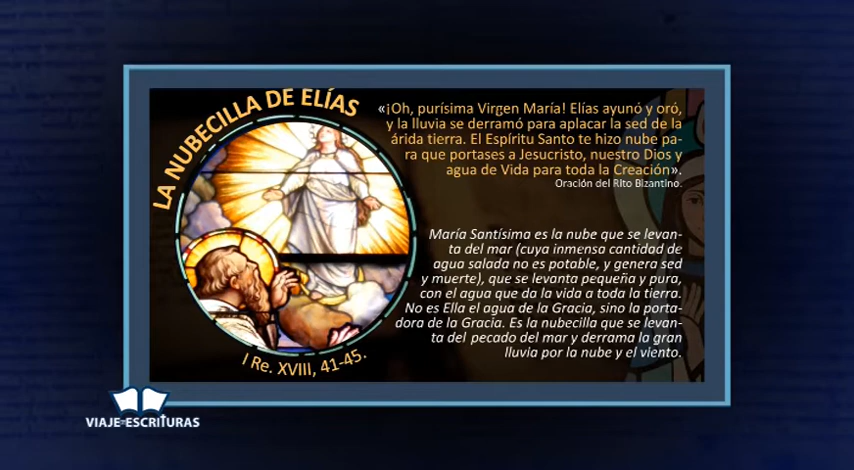 LA NUBECILLA DE ELÍAS
«¡Oh, purísima Virgen María! Elías ayunó y oró,
y la lluvia se derramó para aplacar la sed de la
árida tierra. El Espíritu Santo te hizo nube pa-
ra que portases a Jesucristo, nuestro Dios y
agua de Vida para toda la Creación».
Oración del Rito Bizantino.
María Santísima es la nube que se levan-
ta del mar (cuya inmensa cantidad de
agua salada no es potable, y genera sed
y muerte), que se levanta pequeña y pura,
con el agua que da la vida a toda la tierra.
No es Ella el agua de la Gracia, sino la porta-
dora de la Gracia. Es la nubecilla que se levan-
ta del pecado del mar y derrama la gran
lluvia por la nube y el viento.
I Re. XVIII, 41-45.
VIAJE ESCRITURAS